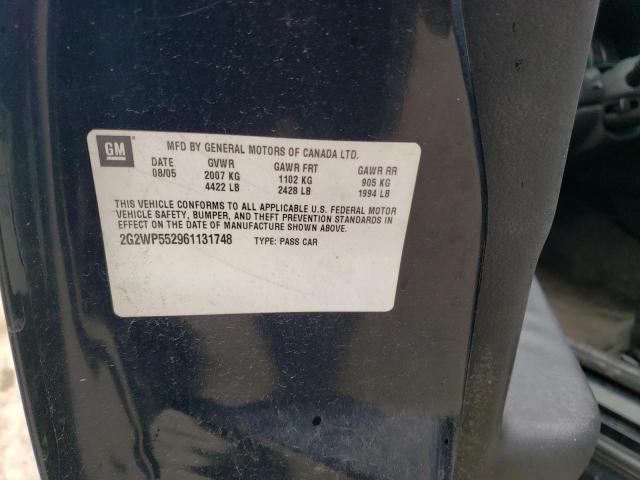 GM
MFD BY GENERAL MOTORS OF CANADA LTD.
DATE GVWR GAWR FRT GAWR RR
08/05 2007 KG 1102 KG 905 KG
4422 LB 2428 LB 1994 LB
THIS VEHICLE CONFORMS TO ALL APPLICABLE U.S. FEDERAL MOTOR
VEHICLE SAFETY, BUMPER, AND THEFT PREVENTION STANDARDS IN
EFFECT ON THE DATE OF MANUFACTURE SHOWN ABOVE.
2G2WP552961131748 TYPE: PASS CAR